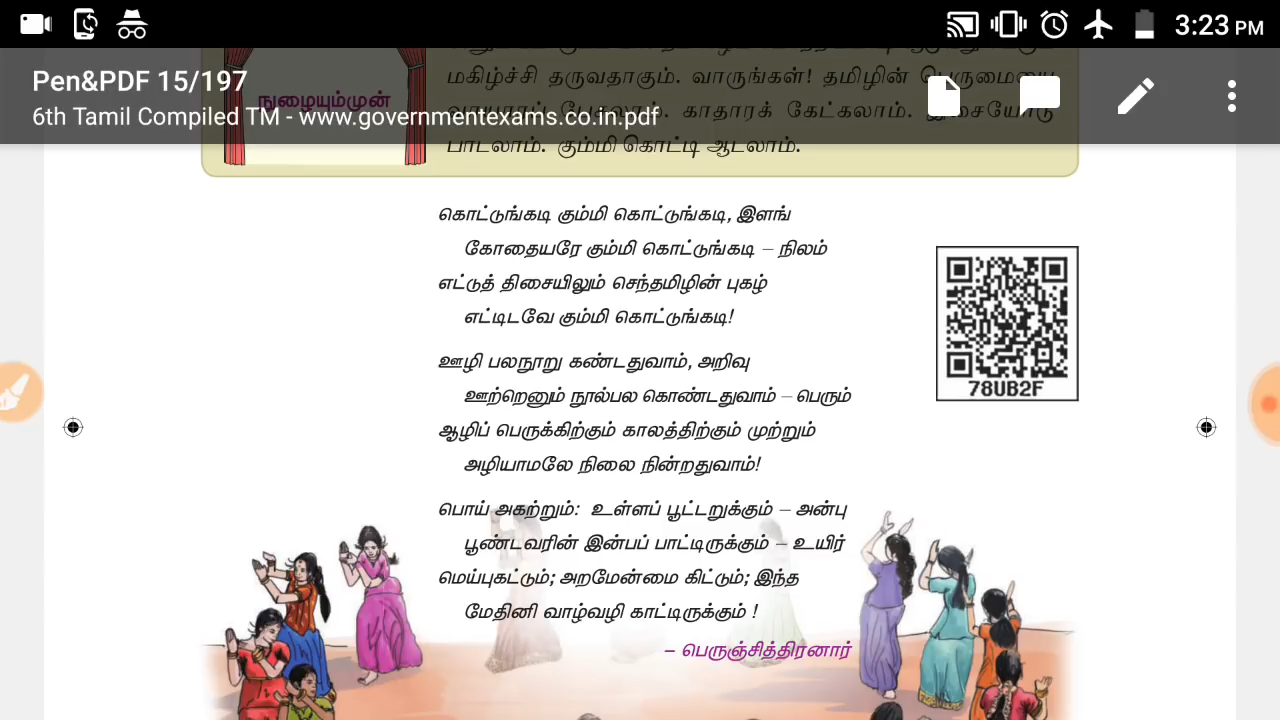 3:23 PM
Pen&PDF 15/197
6th Tamil Compiled TM - www.governmentexams.co.in.pdf
நுழையும்முன்
மகிழ்ச்சி தருவதாகும். வாருங்கள்! தமிழின் பெருமையை
வாயாரப் பேசலாம். காதாரக் கேட்கலாம். இசையோடு
பாடலாம். கும்மி கொட்டி ஆடலாம்.
கொட்டுங்கடி கும்மி கொட்டுங்கடி, இளங்
கோதையரே கும்மி கொட்டுங்கடி – நிலம்
எட்டுத் திசையிலும் செந்தமிழின் புகழ்
எட்டிடவே கும்மி கொட்டுங்கடி!
ஊழி பலநூறு கண்டதுவாம், அறிவு
ஊற்றெனும் நூல்பல கொண்டதுவாம் – பெரும்
ஆழிப் பெருக்கிற்கும் காலத்திற்கும் முற்றும்
அழியாமலே நிலை நின்றதுவாம்!
பொய் அகற்றும்: உள்ளப் பூட்டறுக்கும் – அன்பு
பூண்டவரின் இன்பப் பாட்டிருக்கும் – உயிர்
மெய்புகட்டும்; அறமேன்மை கிட்டும்; இந்த
மேதினி வாழ்வழி காட்டிருக்கும் !
– பெருஞ்சித்திரனார்
78UB2F